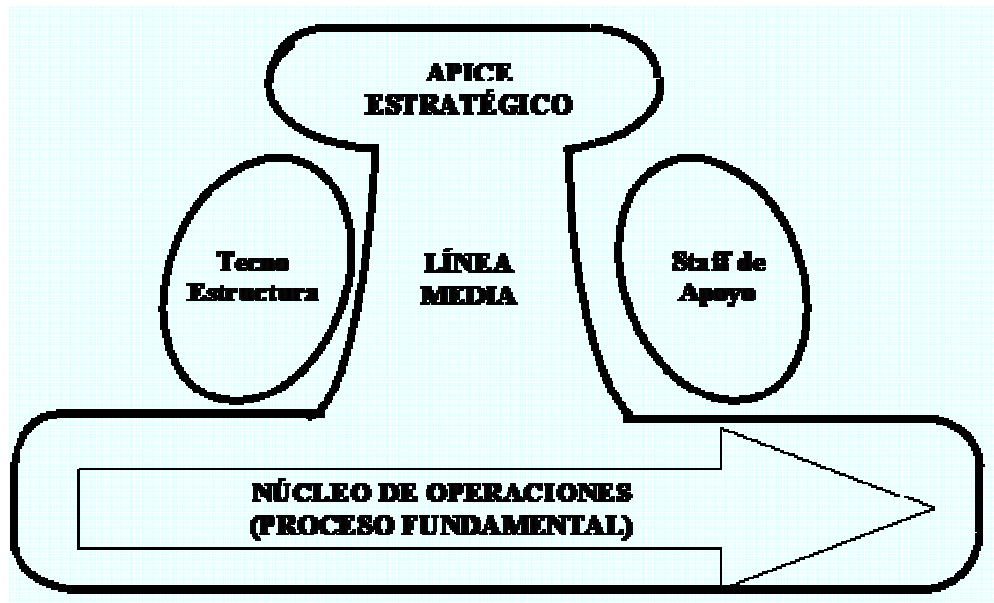 APICE
ESTRATÉGICO
Tecno
Estructura
LÍNEA
MEDIA
Staff de
Apoyo
NÚCLEO DE OPERACIONES
(PROCESO FUNDAMENTAL)